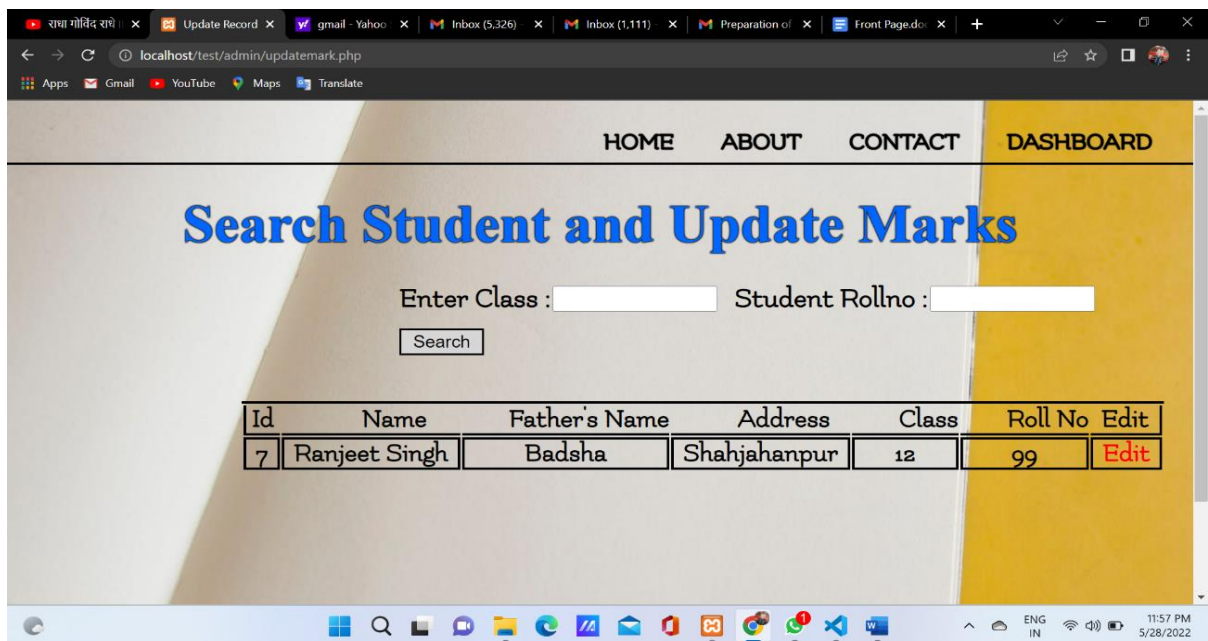 राधा गोविंद राधे
Update Record
gmail - Yahoo
Inbox (5,326) -
Inbox (1,111) -
Preparation of
Front Page.doc
localhost/test/admin/updatemark.php
Apps Gmail YouTube Maps Translate
HOME ABOUT CONTACT DASHBOARD
Search Student and Update Marks
Enter Class : Student Rollno :
Search
Id Name Father's Name Address Class Roll No Edit
7 Ranjeet Singh Badsha Shahjahanpur 12 99 Edit
ENG
IN
11:57 PM
5/28/2022